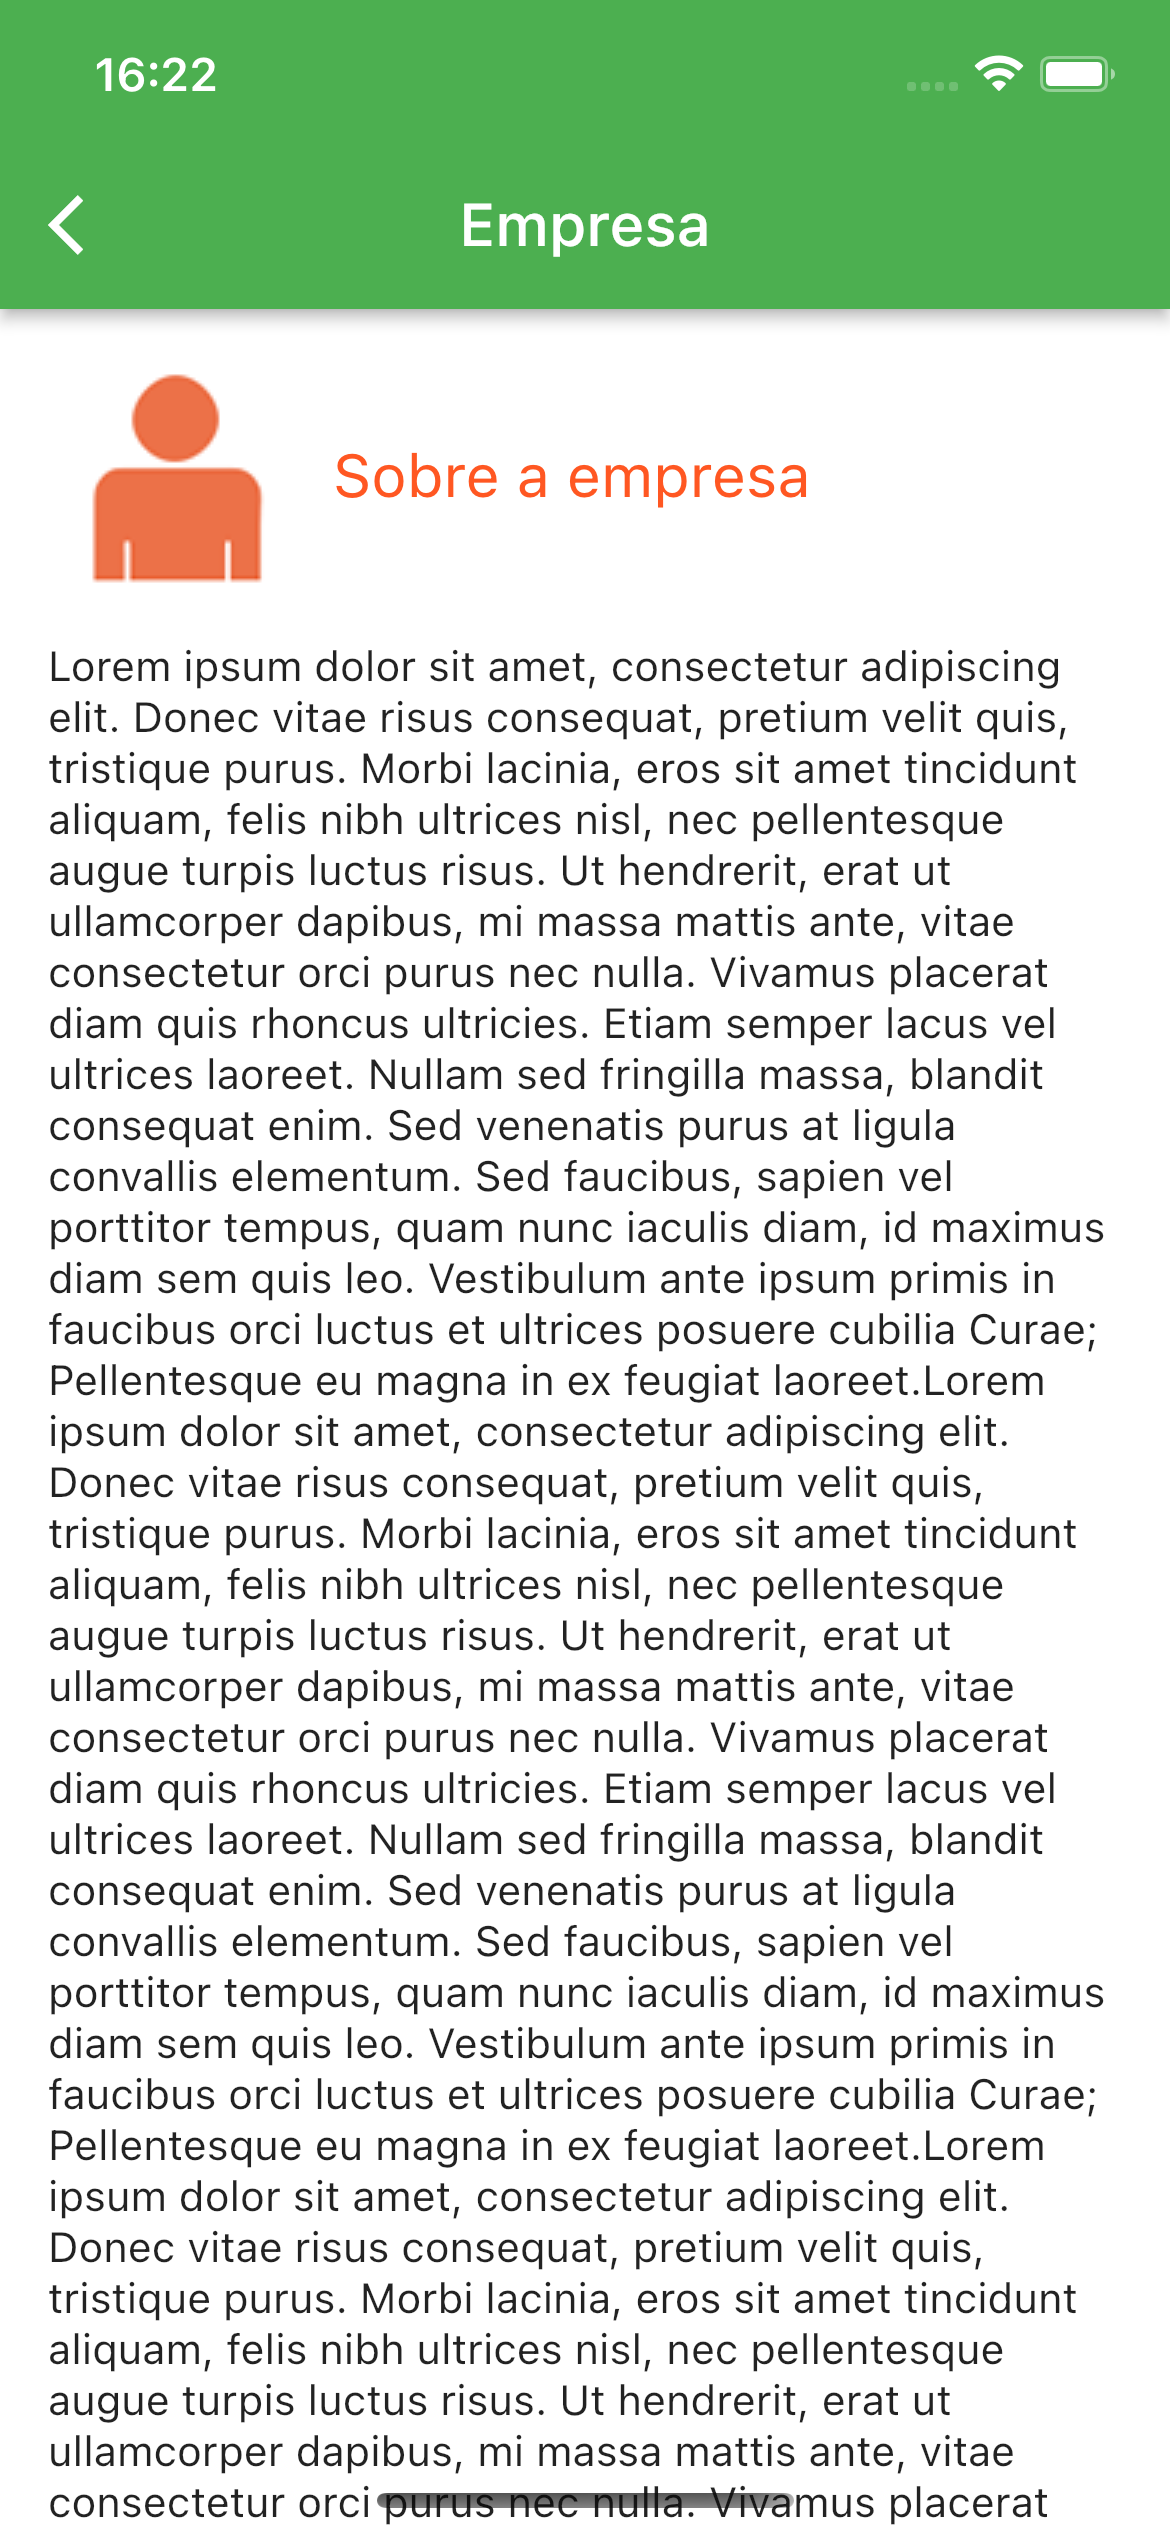 16:22
Empresa
Sobre a empresa
Lorem ipsum dolor sit amet, consectetur adipiscing
elit. Donec vitae risus consequat, pretium velit quis,
tristique purus. Morbi lacinia, eros sit amet tincidunt
aliquam, felis nibh ultrices nisl, nec pellentesque
augue turpis luctus risus. Ut hendrerit, erat ut
ullamcorper dapibus, mi massa mattis ante, vitae
consectetur orci purus nec nulla. Vivamus placerat
diam quis rhoncus ultricies. Etiam semper lacus vel
ultrices laoreet. Nullam sed fringilla massa, blandit
consequat enim. Sed venenatis purus at ligula
convallis elementum. Sed faucibus, sapien vel
porttitor tempus, quam nunc iaculis diam, id maximus
diam sem quis leo. Vestibulum ante ipsum primis in
faucibus orci luctus et ultrices posuere cubilia Curae;
Pellentesque eu magna in ex feugiat laoreet.Lorem
ipsum dolor sit amet, consectetur adipiscing elit.
Donec vitae risus consequat, pretium velit quis,
tristique purus. Morbi lacinia, eros sit amet tincidunt
aliquam, felis nibh ultrices nisl, nec pellentesque
augue turpis luctus risus. Ut hendrerit, erat ut
ullamcorper dapibus, mi massa mattis ante, vitae
consectetur orci purus nec nulla. Vivamus placerat
diam quis rhoncus ultricies. Etiam semper lacus vel
ultrices laoreet. Nullam sed fringilla massa, blandit
consequat enim. Sed venenatis purus at ligula
convallis elementum. Sed faucibus, sapien vel
porttitor tempus, quam nunc iaculis diam, id maximus
diam sem quis leo. Vestibulum ante ipsum primis in
faucibus orci luctus et ultrices posuere cubilia Curae;
Pellentesque eu magna in ex feugiat laoreet.Lorem
ipsum dolor sit amet, consectetur adipiscing elit.
Donec vitae risus consequat, pretium velit quis,
tristique purus. Morbi lacinia, eros sit amet tincidunt
aliquam, felis nibh ultrices nisl, nec pellentesque
augue turpis luctus risus. Ut hendrerit, erat ut
ullamcorper dapibus, mi massa mattis ante, vitae
consectetur orci purus nec nulla. Vivamus placerat